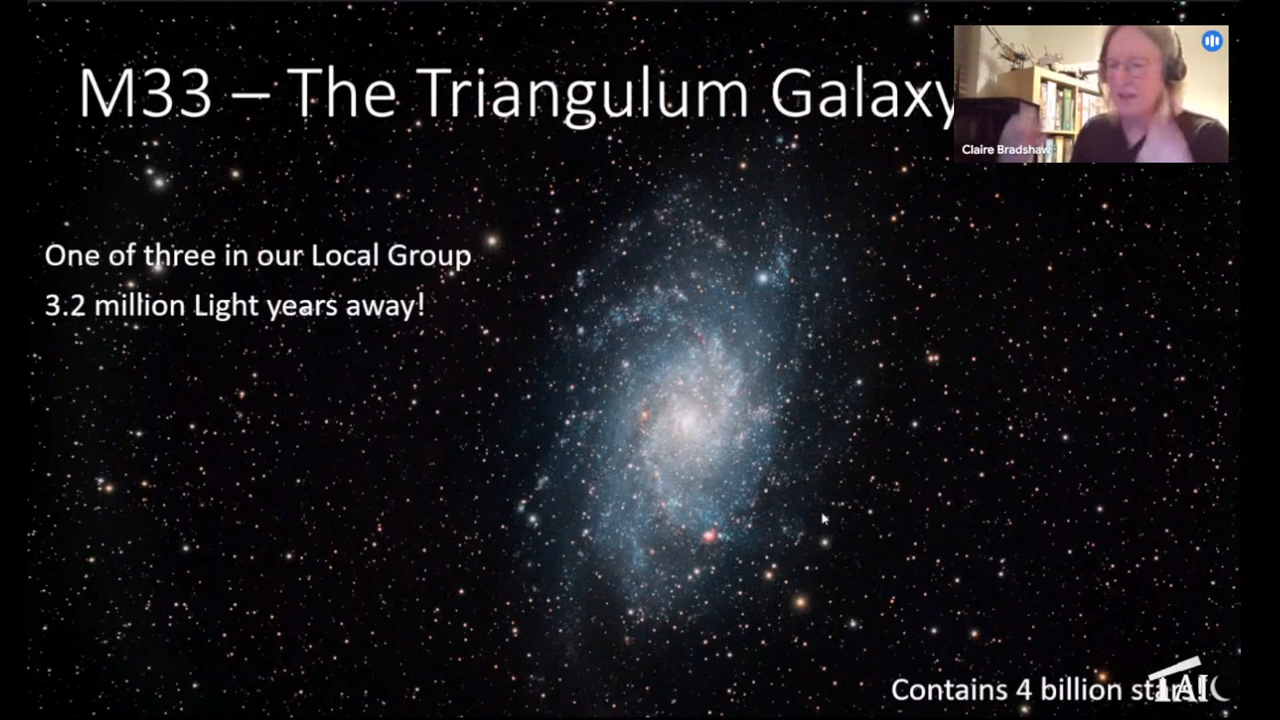 M33 – The Triangulum Galaxy
Claire Bradshaw
One of three in our Local Group
3.2 million Light years away!
Contains 4 billion stars!
TAIC